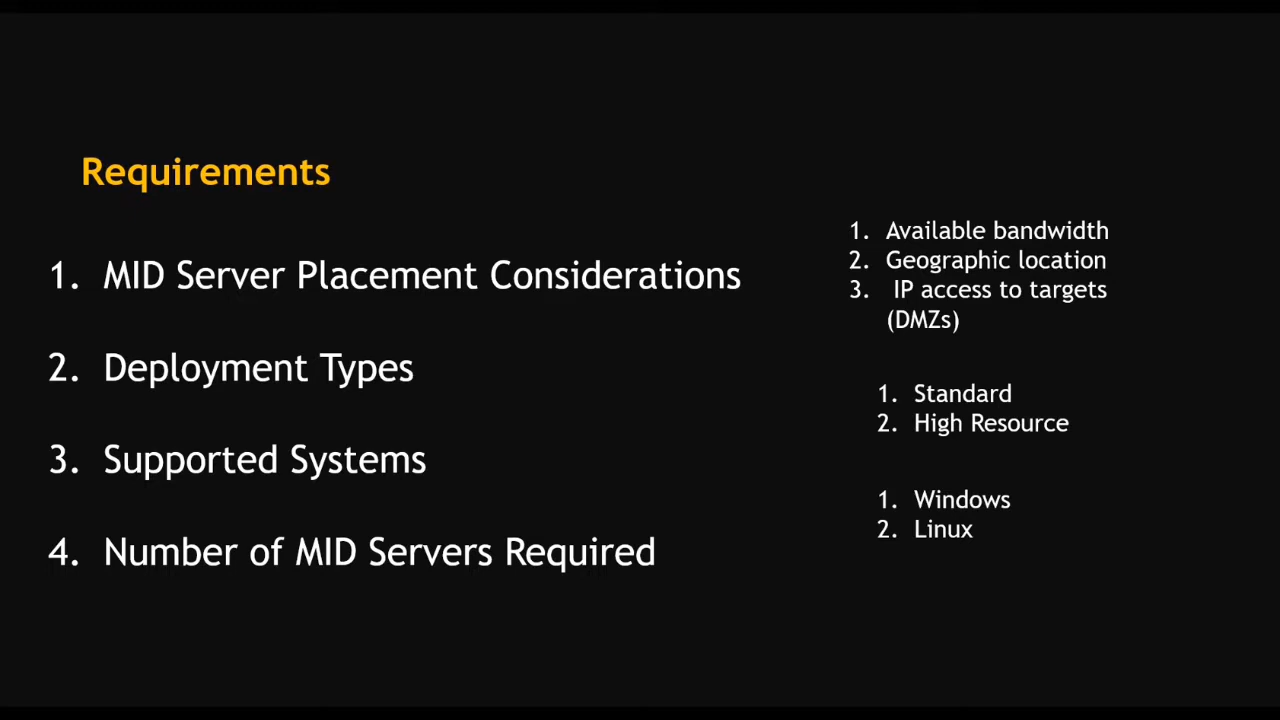 Requirements
1. MID Server Placement Considerations
2. Deployment Types
3. Supported Systems
4. Number of MID Servers Required
1. Available bandwidth
2. Geographic location
3. IP access to targets
(DMZs)
1. Standard
2. High Resource
1. Windows
2. Linux